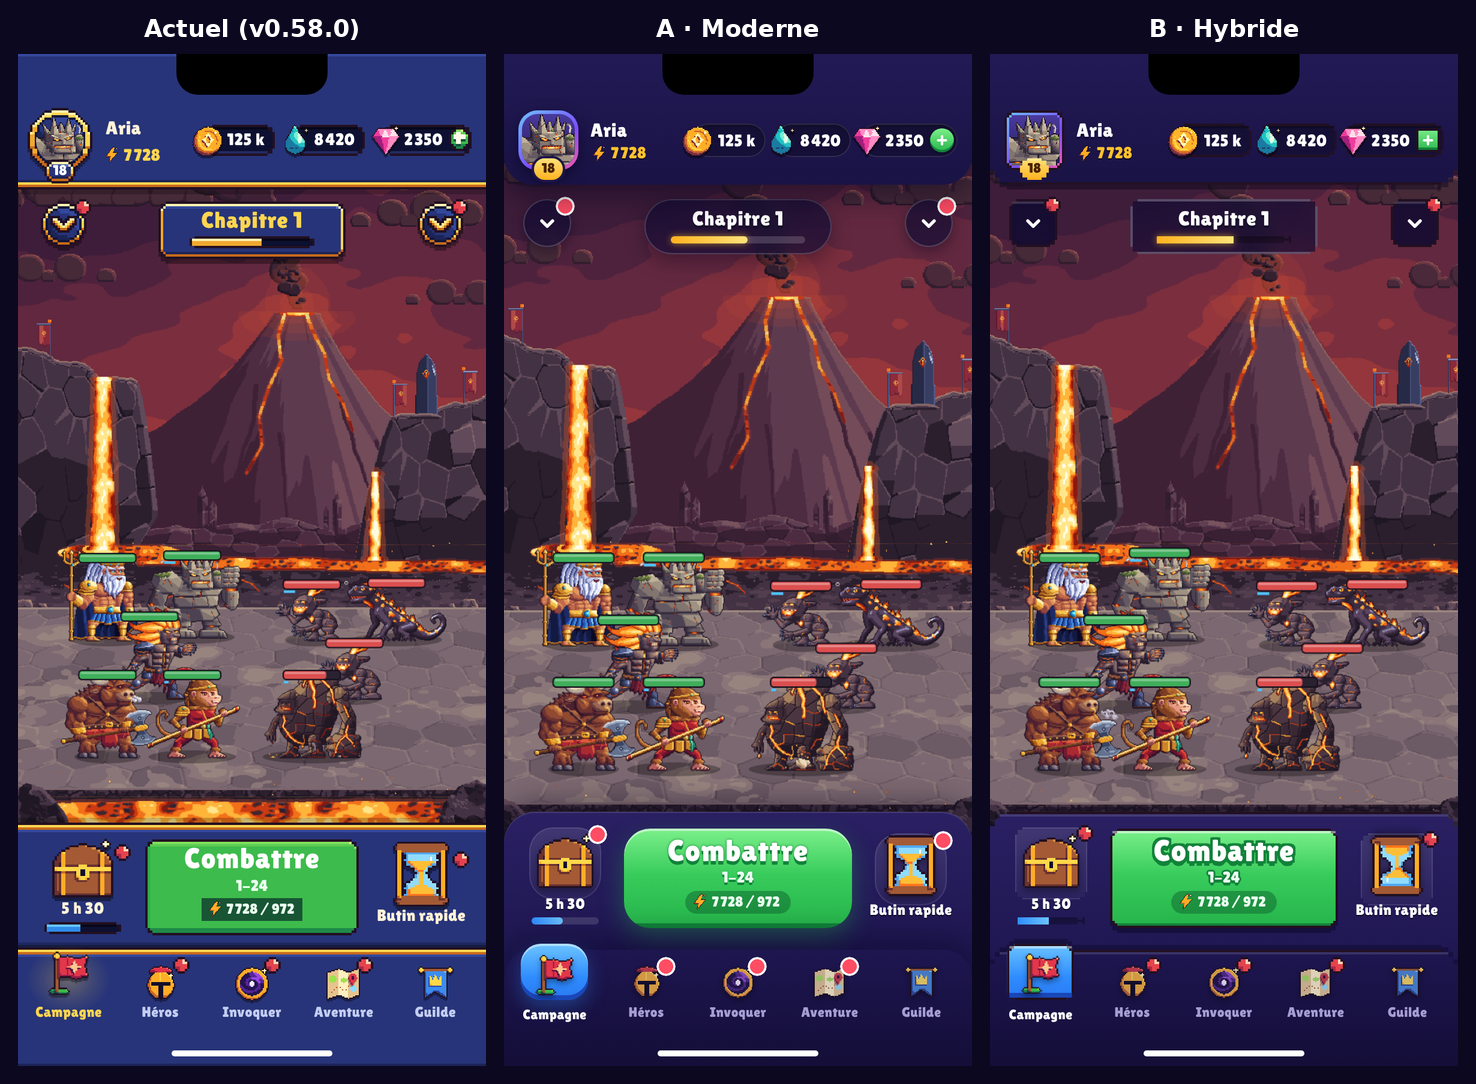 Actuel (v0.58.0)
Aria
7728
125 k
8420
2350
18
Chapitre 1
Combattre
1-24
7728 / 972
5 h 30
Butin rapide
Campagne
Héros
Invoquer
Aventure
Guilde
A · Moderne
Aria
7728
125 k
8420
2350
18
Chapitre 1
Combattre
1-24
7728 / 972
5 h 30
Butin rapide
Campagne
Héros
Invoquer
Aventure
Guilde
B · Hybride
Aria
7728
125 k
8420
2350
18
Chapitre 1
Combattre
1-24
7728 / 972
5 h 30
Butin rapide
Campagne
Héros
Invoquer
Aventure
Guilde